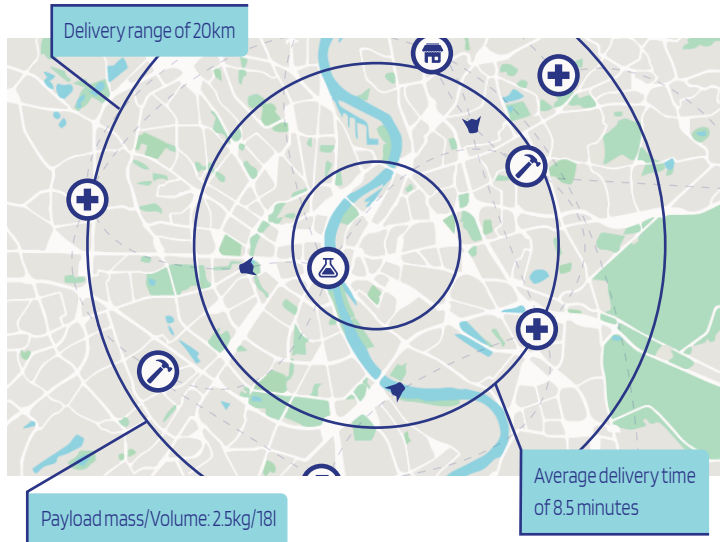 Delivery range of 20km
Average delivery time
of 8.5 minutes
Payload mass/Volume: 2.5kg/18l